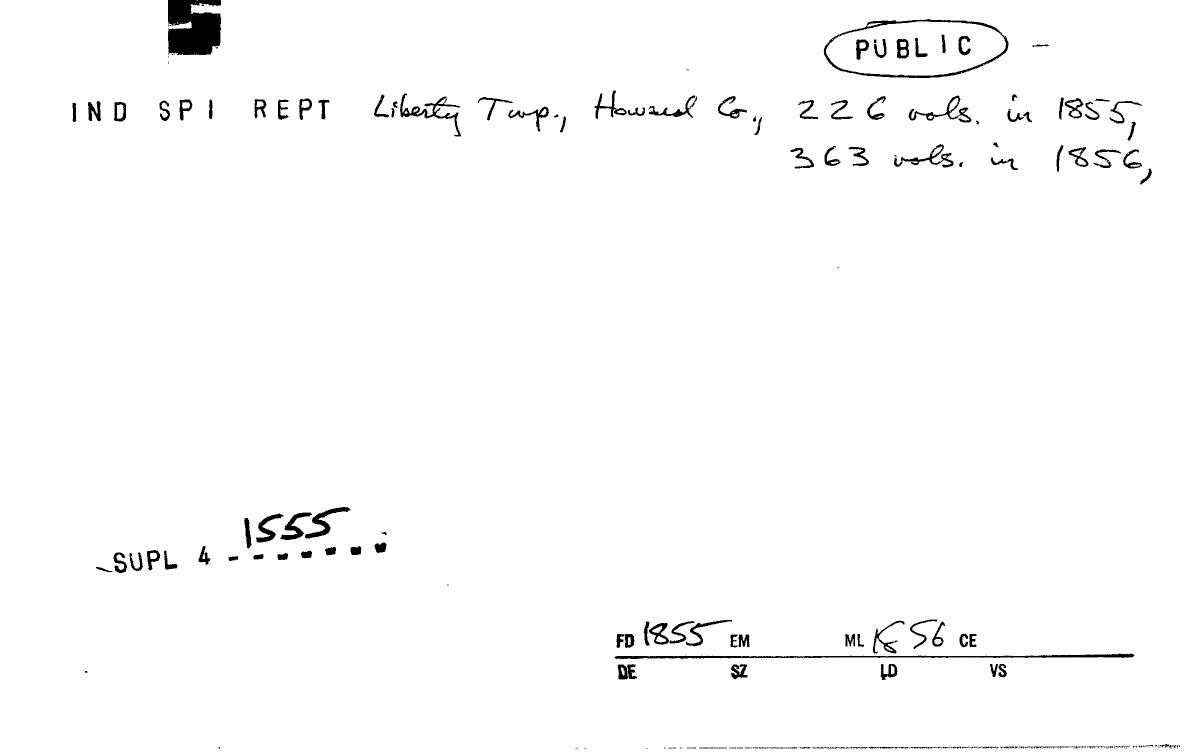 PUBLIC -
IND SPI REPT Liberty Twp., Howard Co., 226 vols. in 1855,
363 vols. in 1856,
1555
SUPL 4 -------
FD 1855 EM ML 1856 CE
DE SZ LD VS